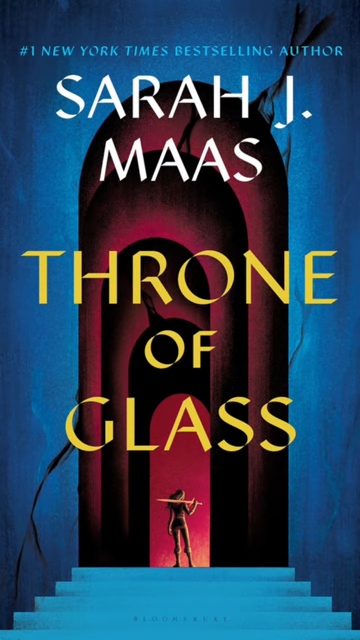 #1 NEW YORK TIMES BESTSELLING AUTHOR
SARAH J.
MAAS
THRONE
OF
GLASS
BLOOMSBURY